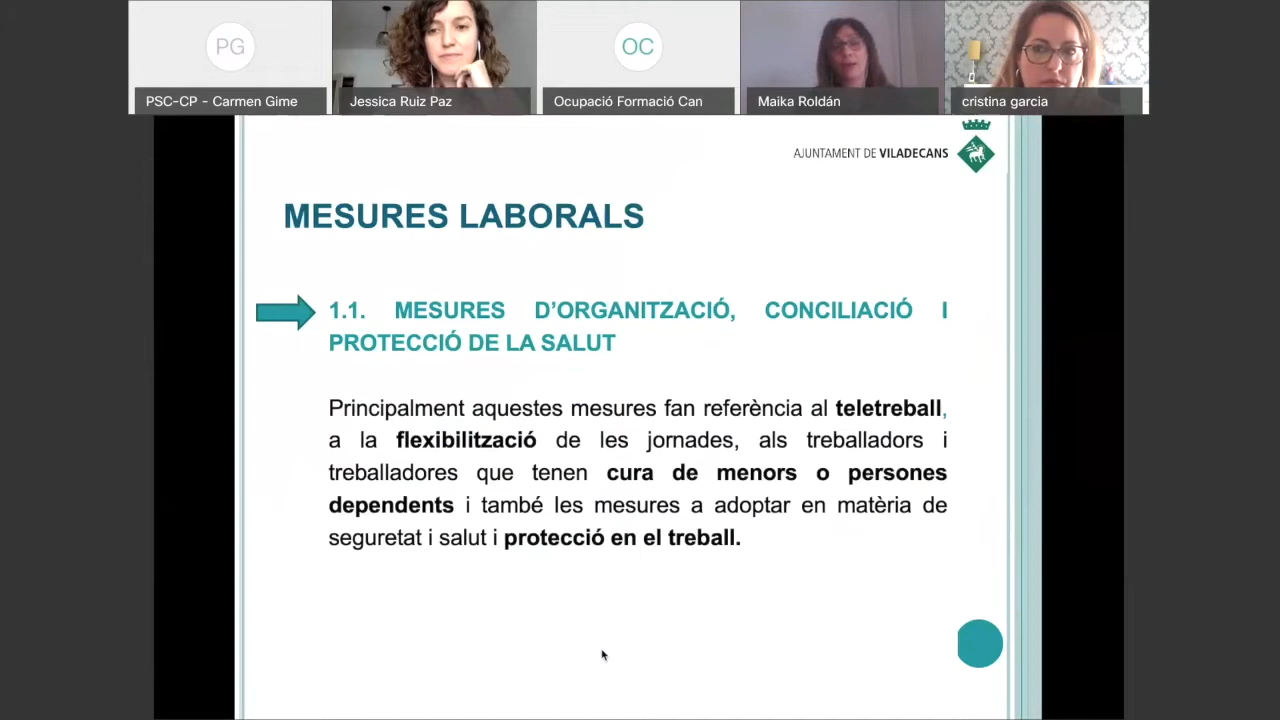 PG
OC
PSC-CP - Carmen Gime
Jessica Ruiz Paz
Ocupació Formació Can
Maika Roldán
cristina garcia
AJUNTAMENT DE VILADECANS
MESURES LABORALS
1.1. MESURES D’ORGANITZACIÓ, CONCILIACIÓ I
PROTECCIÓ DE LA SALUT
Principalment aquestes mesures fan referència al teletreball,
a la flexibilització de les jornades, als treballadors i
treballadores que tenen cura de menors o persones
dependents i també les mesures a adoptar en matèria de
seguretat i salut i protecció en el treball.